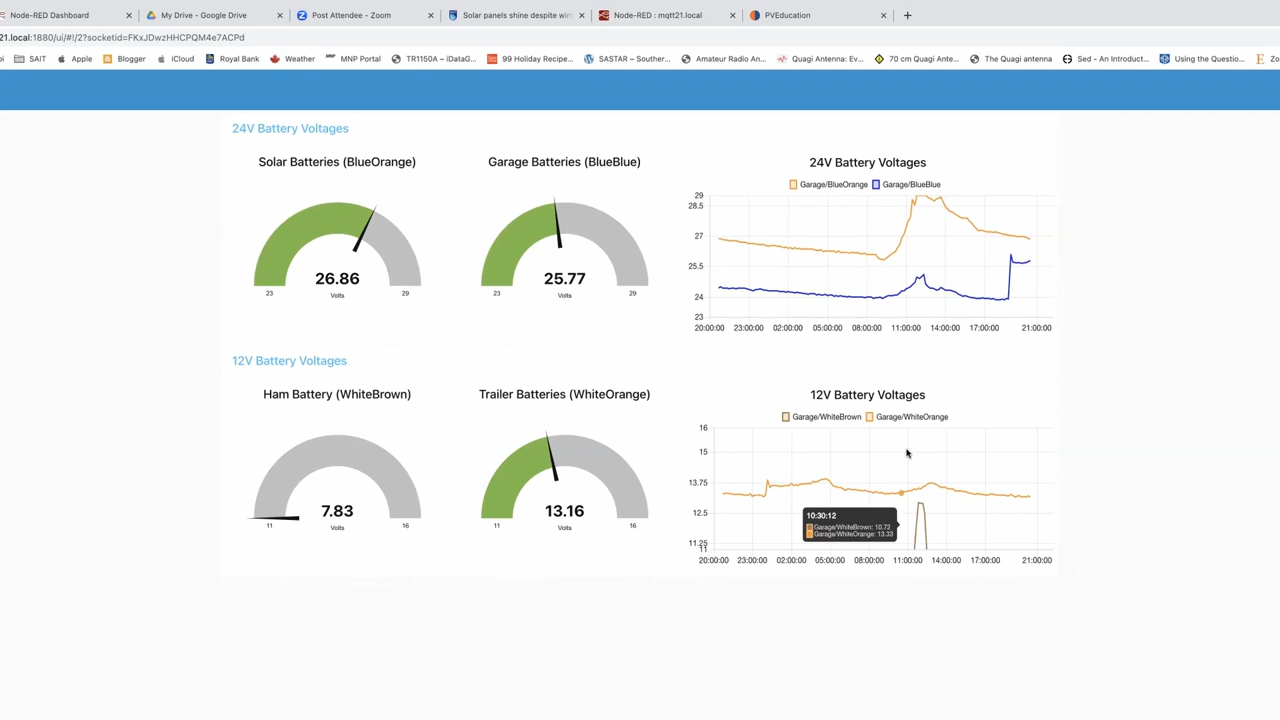 Node-RED Dashboard
My Drive - Google Drive
Post Attendee - Zoom
Solar panels shine despite win
Node-RED : mqtt21.local
PVEducation
21.local:1880/ui/#!/2?socketid=FKxJDwzHHCPQM4e7ACPd
SAIT
Apple
Blogger
iCloud
Royal Bank
Weather
MNP Portal
TR1150A – iDataG...
99 Holiday Recipe...
SASTAR – Souther...
Amateur Radio An...
Quagi Antenna: Ev...
70 cm Quagi Ante...
The Quagi antenna
Sed - An Introduct...
Using the Questio...
24V Battery Voltages
Solar Batteries (BlueOrange)
26.86
Volts
23
29
Garage Batteries (BlueBlue)
25.77
Volts
23
29
24V Battery Voltages
Garage/BlueOrange
Garage/BlueBlue
29
28.5
27
25.5
24
23
20:00:00
23:00:00
02:00:00
05:00:00
08:00:00
11:00:00
14:00:00
17:00:00
21:00:00
12V Battery Voltages
Ham Battery (WhiteBrown)
7.83
Volts
11
16
Trailer Batteries (WhiteOrange)
13.16
Volts
11
16
12V Battery Voltages
Garage/WhiteBrown
Garage/WhiteOrange
16
15
13.75
12.5
11.25
11
10:30:12
Garage/WhiteBrown: 10.72
Garage/WhiteOrange: 13.33
20:00:00
23:00:00
02:00:00
05:00:00
08:00:00
11:00:00
14:00:00
17:00:00
21:00:00